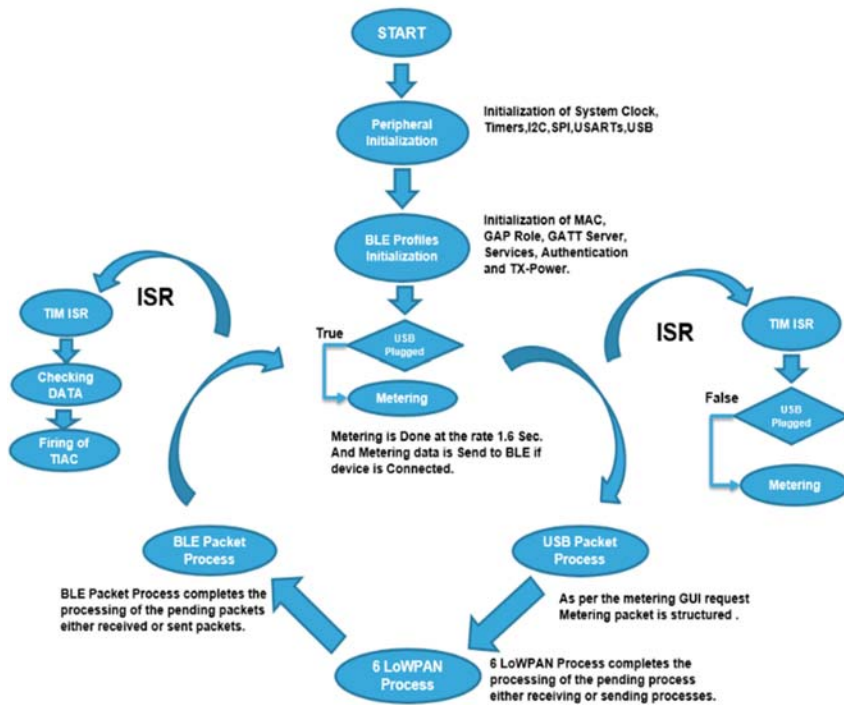 START
Peripheral
Initialization
Initialization of System Clock,
Timers,I2C,SPI,USARTs,USB
BLE Profiles
Initialization
Initialization of MAC,
GAP Role, GATT Server,
Services, Authentication
and TX-Power.
ISR
TIM ISR
Checking
DATA
Firing of
TIAC
True
USB
Plugged
Metering
Metering is Done at the rate 1.6 Sec.
And Metering data is Send to BLE if
device is Connected.
ISR
TIM ISR
False
USB
Plugged
Metering
BLE Packet
Process
BLE Packet Process completes the
processing of the pending packets
either received or sent packets.
USB Packet
Process
As per the metering GUI request
Metering packet is structured .
6 LoWPAN
Process
6 LoWPAN Process completes the
processing of the pending process
either receiving or sending processes.